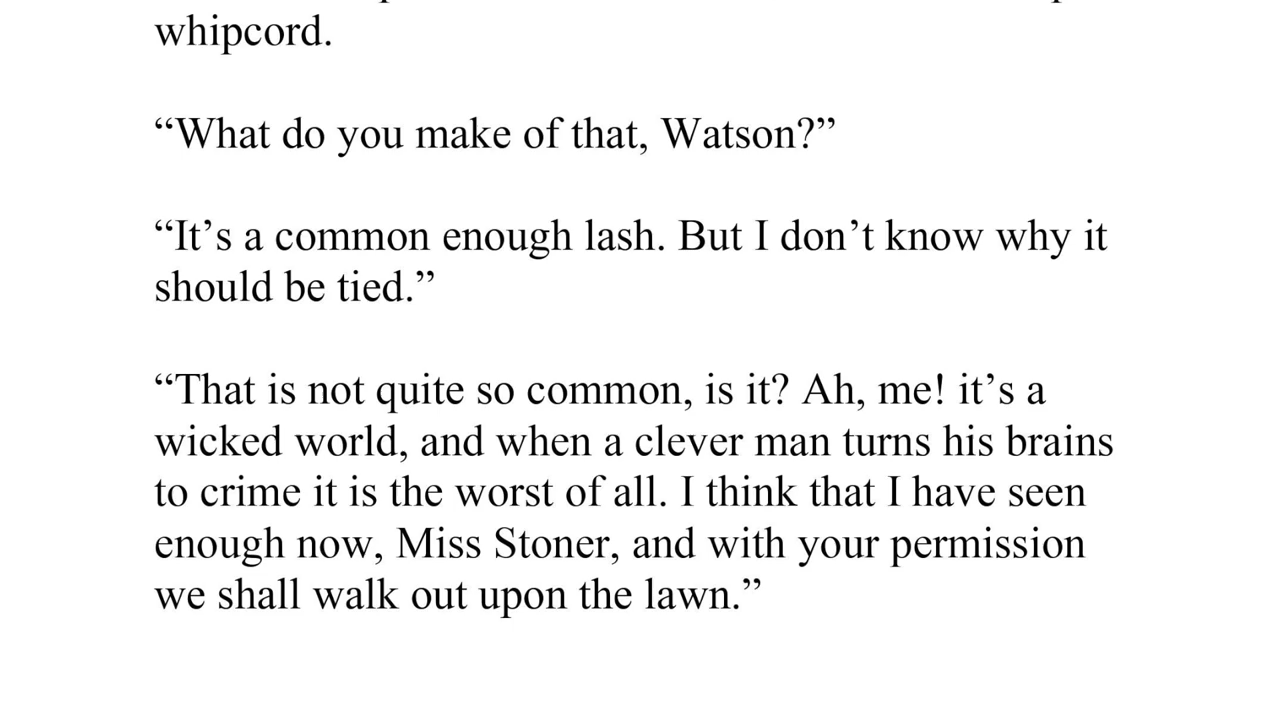 whipcord.
“What do you make of that, Watson?”
“It’s a common enough lash. But I don’t know why it
should be tied.”
“That is not quite so common, is it? Ah, me! it’s a
wicked world, and when a clever man turns his brains
to crime it is the worst of all. I think that I have seen
enough now, Miss Stoner, and with your permission
we shall walk out upon the lawn.”